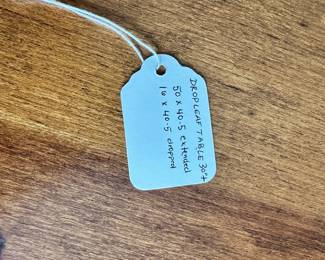 DROPLEAF TABLE 30"+
50 x 40.5 extended
16 x 40.5 dropped